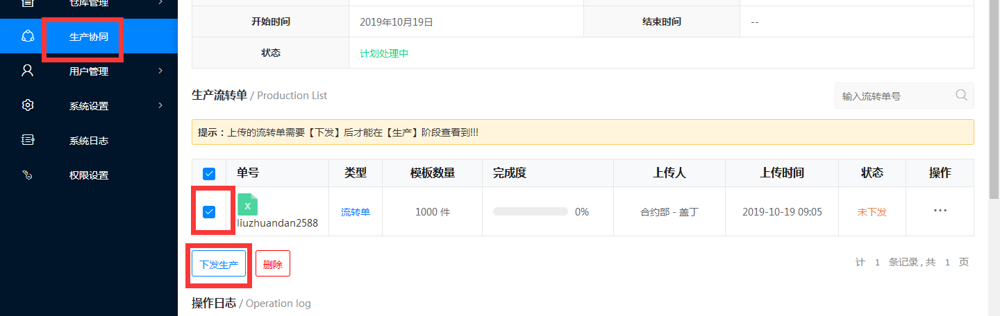 仓库管理
生产协同
用户管理
系统设置
系统日志
权限设置
开始时间 2019年10月19日 结束时间 --
状态 计划处理中
生产流转单 / Production List 输入流转单号
提示：上传的流转单需要【下发】后才能在【生产】阶段查看到!!!
单号 类型 模板数量 完成度 上传人 上传时间 状态 操作
X
liuzhuandan2588 流转单 1000 件 0% 合约部 - 盖丁 2019-10-19 09:05 未下发 ···
下发生产 删除 计 1 条记录 , 共 1 页
操作日志 / Operation log